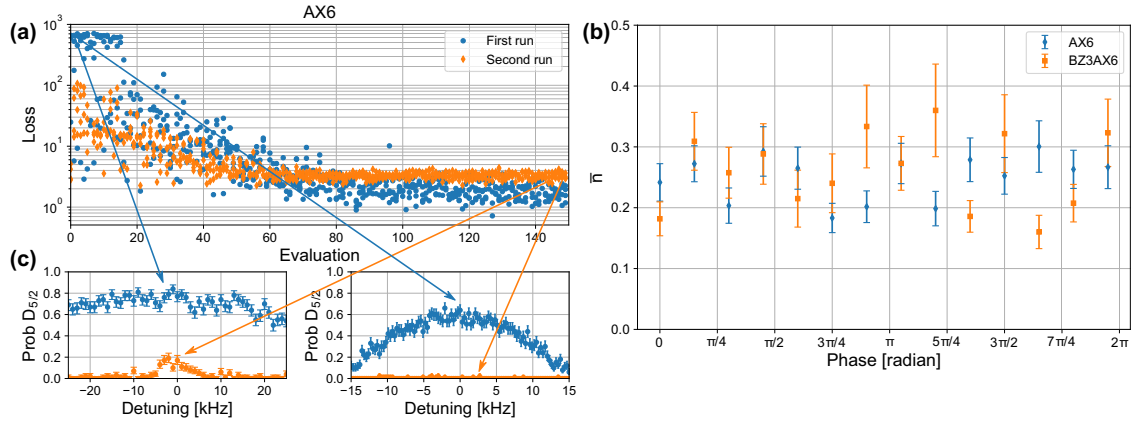 AX6
(a)
10³
10²
10¹
10⁰
Loss
First run
Second run
0
20
40
60
80
100
120
140
Evaluation
(b)
0.5
0.4
0.3
0.2
0.1
0.0
n̅
AX6
BZ3AX6
0
π/4
π/2
3π/4
π
5π/4
3π/2
7π/4
2π
Phase [radian]
(c)
1.0
0.8
0.6
0.4
0.2
0.0
Prob D5/2
−20
−10
0
10
20
Detuning [kHz]
1.0
0.8
0.6
0.4
0.2
0.0
Prob D5/2
−15
−10
−5
0
5
10
15
Detuning [kHz]